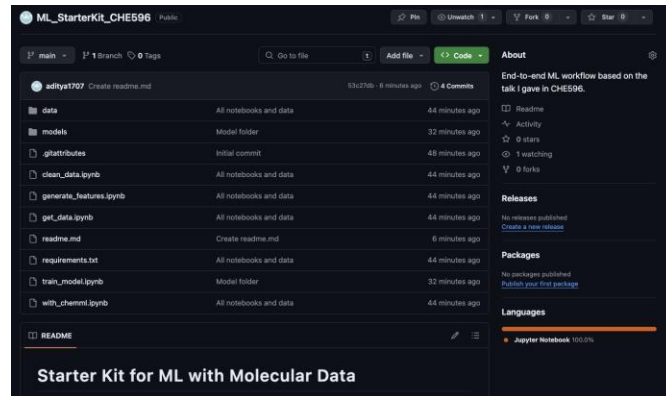 ML_StarterKit_CHE596 Public
Pin Unwatch 1 Fork 0 Star 0
main 1 Branch 0 Tags Go to file t Add file Code
aditya1707 Create readme.md 53c27db · 6 minutes ago 4 Commits
data All notebooks and data 44 minutes ago
models Model folder 32 minutes ago
.gitattributes Initial commit 48 minutes ago
clean_data.ipynb All notebooks and data 44 minutes ago
generate_features.ipynb All notebooks and data 44 minutes ago
get_data.ipynb All notebooks and data 44 minutes ago
readme.md Create readme.md 6 minutes ago
requirements.txt All notebooks and data 44 minutes ago
train_model.ipynb Model folder 32 minutes ago
with_chemml.ipynb All notebooks and data 44 minutes ago
README
Starter Kit for ML with Molecular Data
About
End-to-end ML workflow based on the
talk I gave in CHE596.
Readme
Activity
0 stars
1 watching
0 forks
Releases
No releases published
Create a new release
Packages
No packages published
Publish your first package
Languages
Jupyter Notebook 100.0%